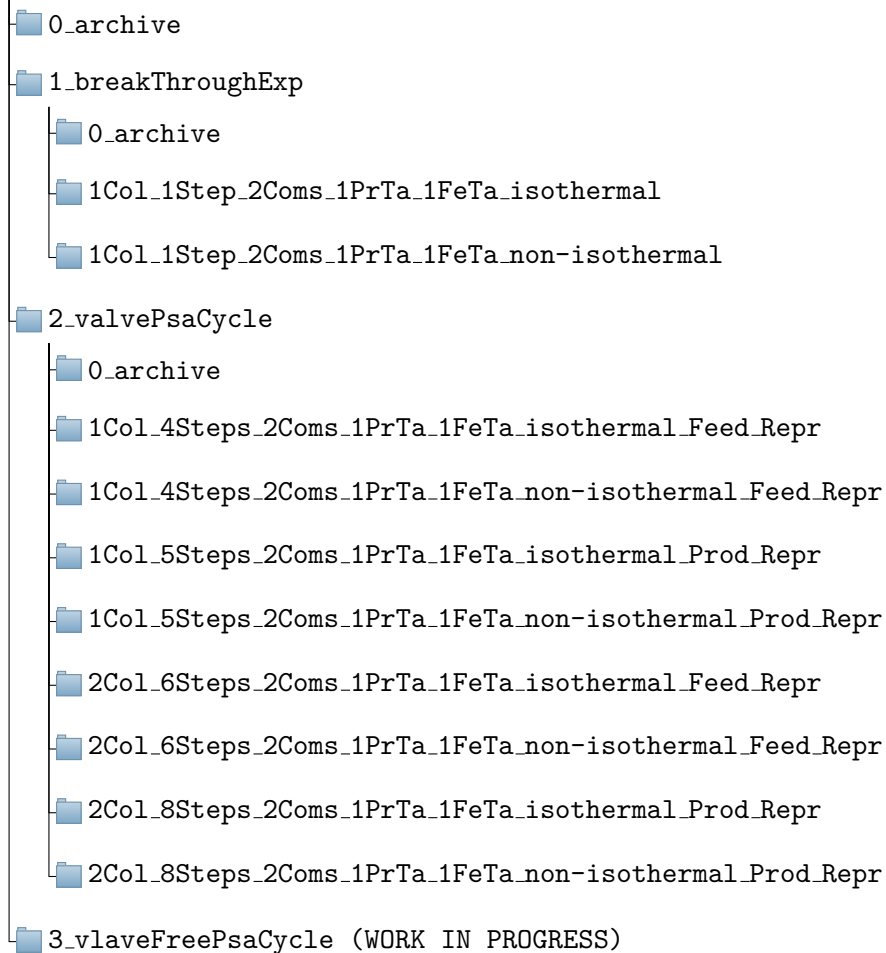 0_archive
1_breakThroughExp
0_archive
1Col_1Step_2Coms_1PrTa_1FeTa_isothermal
1Col_1Step_2Coms_1PrTa_1FeTa_non-isothermal
2_valvePsaCycle
0_archive
1Col_4Steps_2Coms_1PrTa_1FeTa_isothermal_Feed_Repr
1Col_4Steps_2Coms_1PrTa_1FeTa_non-isothermal_Feed_Repr
1Col_5Steps_2Coms_1PrTa_1FeTa_isothermal_Prod_Repr
1Col_5Steps_2Coms_1PrTa_1FeTa_non-isothermal_Prod_Repr
2Col_6Steps_2Coms_1PrTa_1FeTa_isothermal_Feed_Repr
2Col_6Steps_2Coms_1PrTa_1FeTa_non-isothermal_Feed_Repr
2Col_8Steps_2Coms_1PrTa_1FeTa_isothermal_Prod_Repr
2Col_8Steps_2Coms_1PrTa_1FeTa_non-isothermal_Prod_Repr
3_vlaveFreePsaCycle (WORK IN PROGRESS)